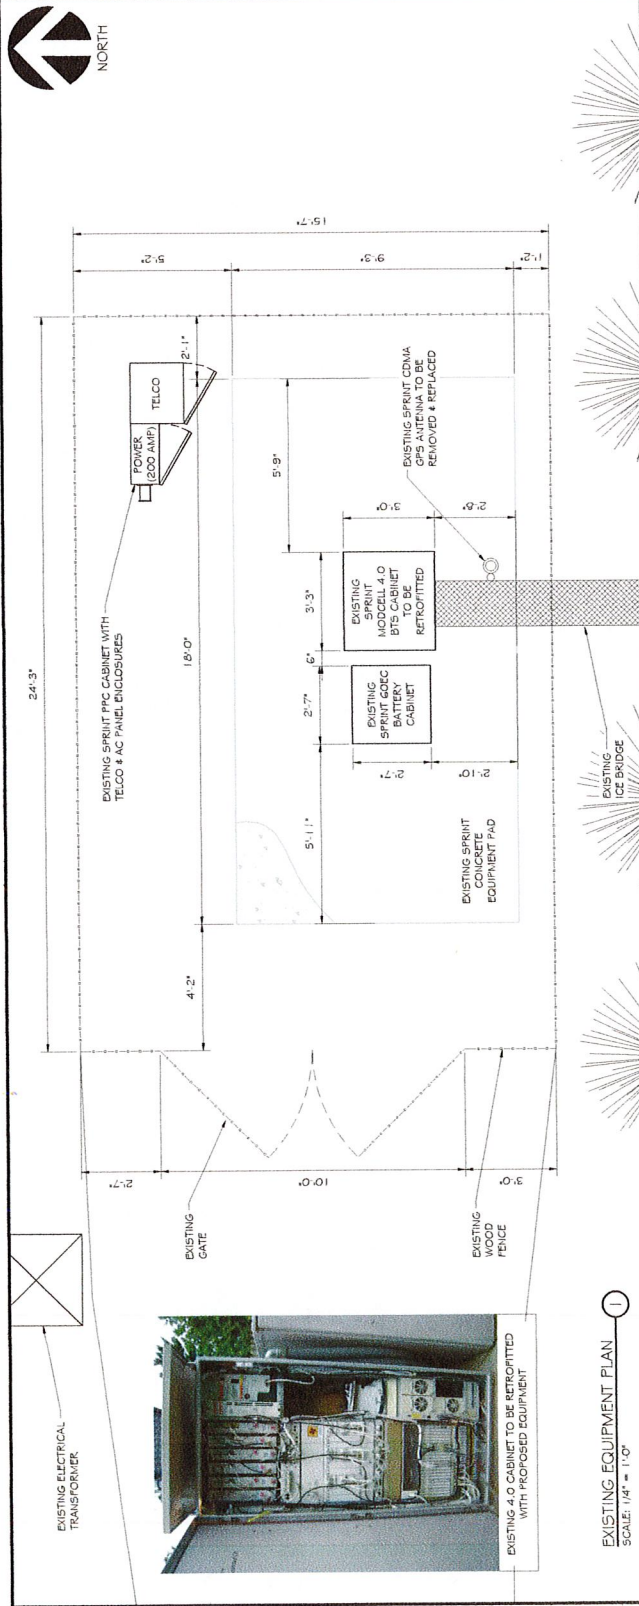 NORTH
EXISTING ELECTRICAL
TRANSFORMER
EXISTING
GATE
EXISTING
WOOD
FENCE
EXISTING 4.0 CABINET TO BE RETROFITTED
WITH PROPOSED EQUIPMENT
EXISTING EQUIPMENT PLAN
SCALE: 1/4" = 1'-0"
1
2'-7"
10'-0"
3'-0"
24'-3"
4'-2"
18'-0"
2'-1"
EXISTING SPRINT PPC CABINET WITH
TELCO & AC PANEL ENCLOSURES
POWER
(200 AMP)
TELCO
5'-11"
2'-7"
6"
3'-3"
5'-9"
EXISTING
SPRINT 60EC
BATTERY
CABINET
EXISTING
SPRINT
MODCELL 4.0
BTS CABINET
TO BE
RETROFITTED
2'-7"
2'-10"
3'-0"
2'-8"
EXISTING SPRINT
CONCRETE
EQUIPMENT PAD
EXISTING SPRINT CDMA
GPS ANTENNA TO BE
REMOVED & REPLACED
EXISTING
ICE BRIDGE
5'-2"
9'-3"
1'-2"
15'-7"